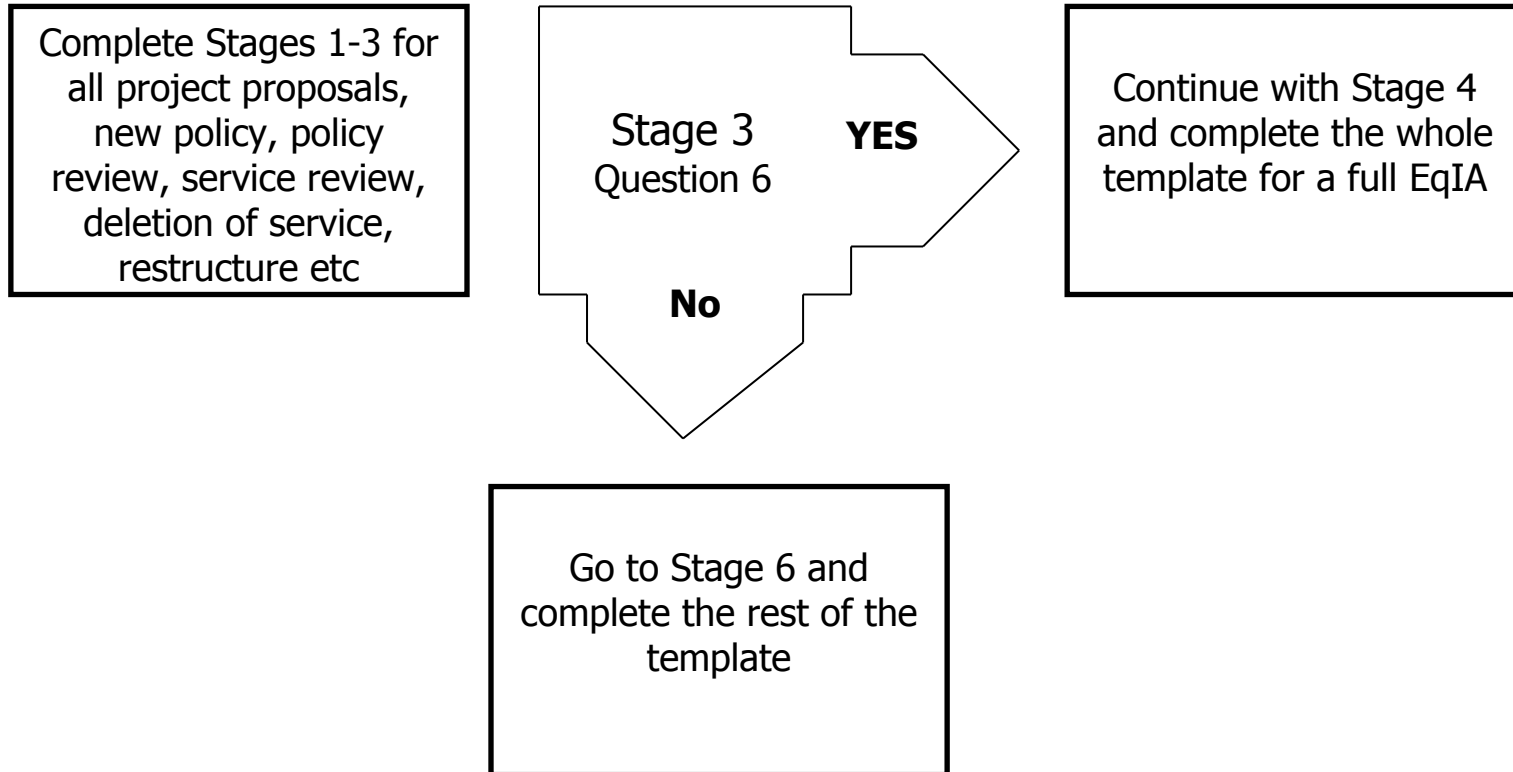 Complete Stages 1-3 for
all project proposals,
new policy, policy
review, service review,
deletion of service,
restructure etc
Stage 3
Question 6
YES
No
Continue with Stage 4
and complete the whole
template for a full EqIA
Go to Stage 6 and
complete the rest of the
template